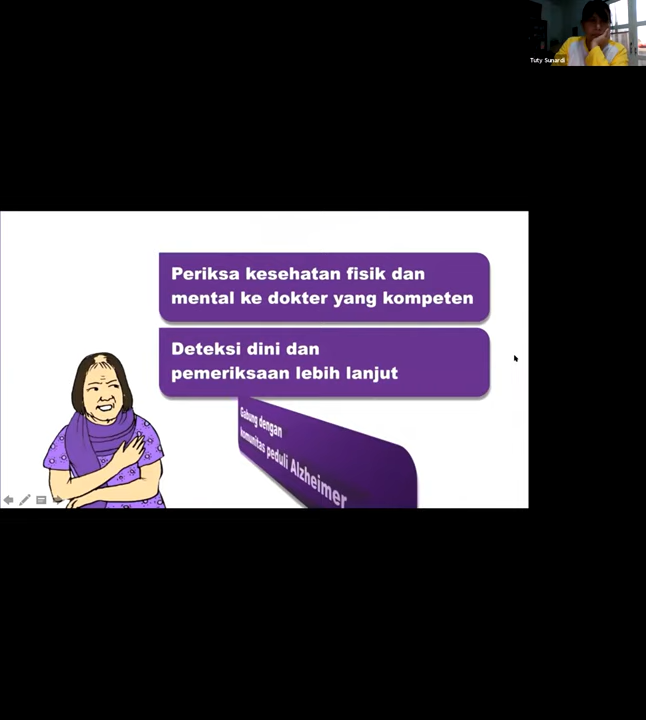 Tuty Sunardi
Periksa kesehatan fisik dan
mental ke dokter yang kompeten
Deteksi dini dan
pemeriksaan lebih lanjut
Gabung dengan
komunitas peduli Alzheimer